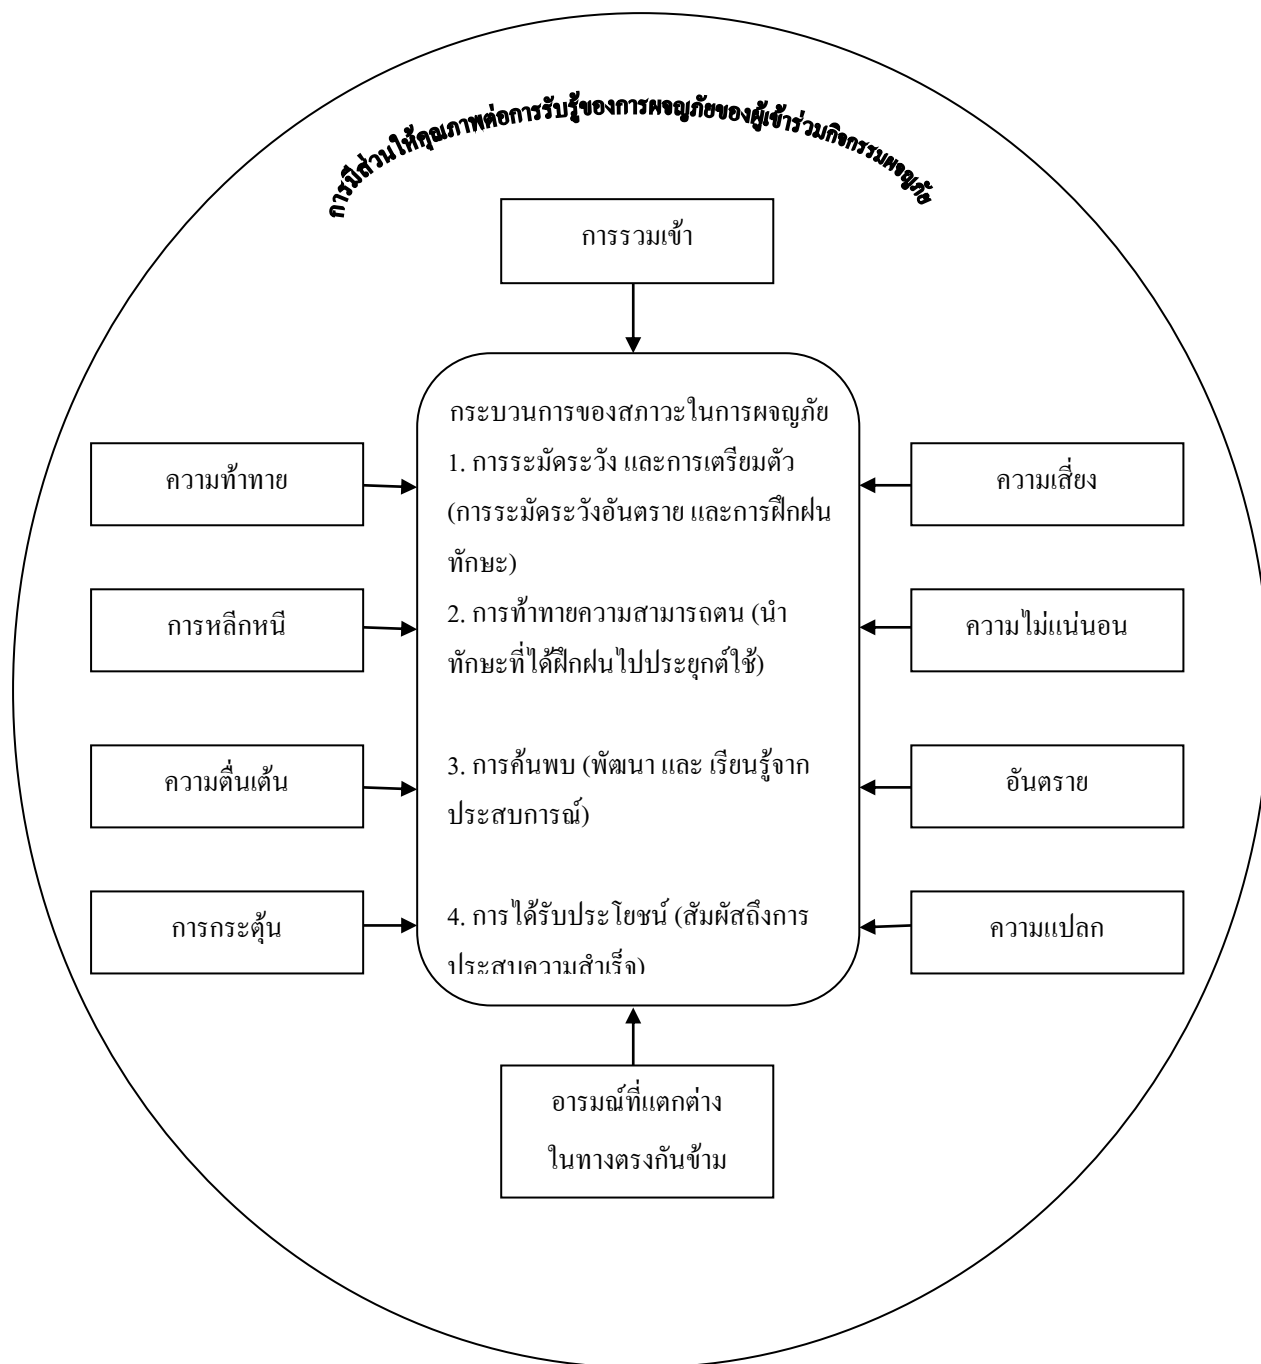 การมีส่วนให้คุณภาพต่อการรับรู้ของการผจญภัยของผู้เข้าร่วมกิจกรรมผจญภัย
การรวมเข้า
กระบวนการของสภาวะในการผจญภัย
1. การระมัดระวัง และการเตรียมตัว
(การระมัดระวังอันตราย และการฝึกฝน
ทักษะ)
2. การท้าทายความสามารถตน (นำ
ทักษะที่ได้ฝึกฝนไปประยุกต์ใช้)
3. การค้นพบ (พัฒนา และ เรียนรู้จาก
ประสบการณ์)
4. การได้รับประโยชน์ (สัมผัสถึงการ
ประสบความสำเร็จ)
ความท้าทาย
การหลีกหนี
ความตื่นเต้น
การกระตุ้น
ความเสี่ยง
ความไม่แน่นอน
อันตราย
ความแปลก
อารมณ์ที่แตกต่าง
ในทางตรงกันข้าม